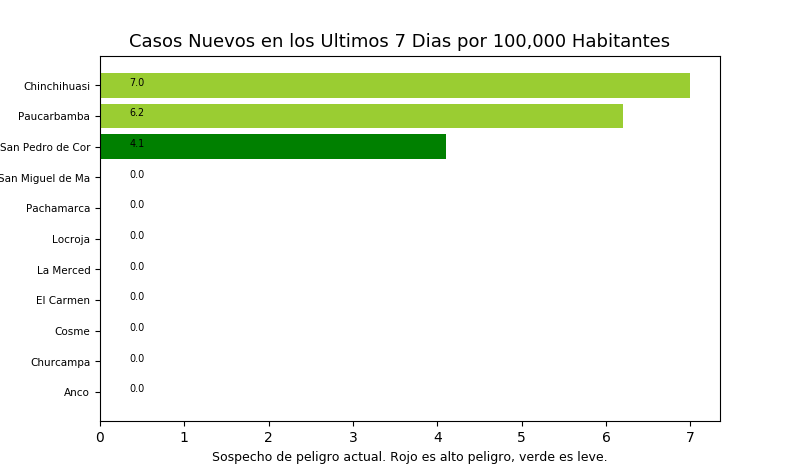 Casos Nuevos en los Ultimos 7 Dias por 100,000 Habitantes
Chinchihuasi 7.0
Paucarbamba 6.2
San Pedro de Cor 4.1
San Miguel de Ma 0.0
Pachamarca 0.0
Locroja 0.0
La Merced 0.0
El Carmen 0.0
Cosme 0.0
Churcampa 0.0
Anco 0.0
0 1 2 3 4 5 6 7
Sospecho de peligro actual. Rojo es alto peligro, verde es leve.